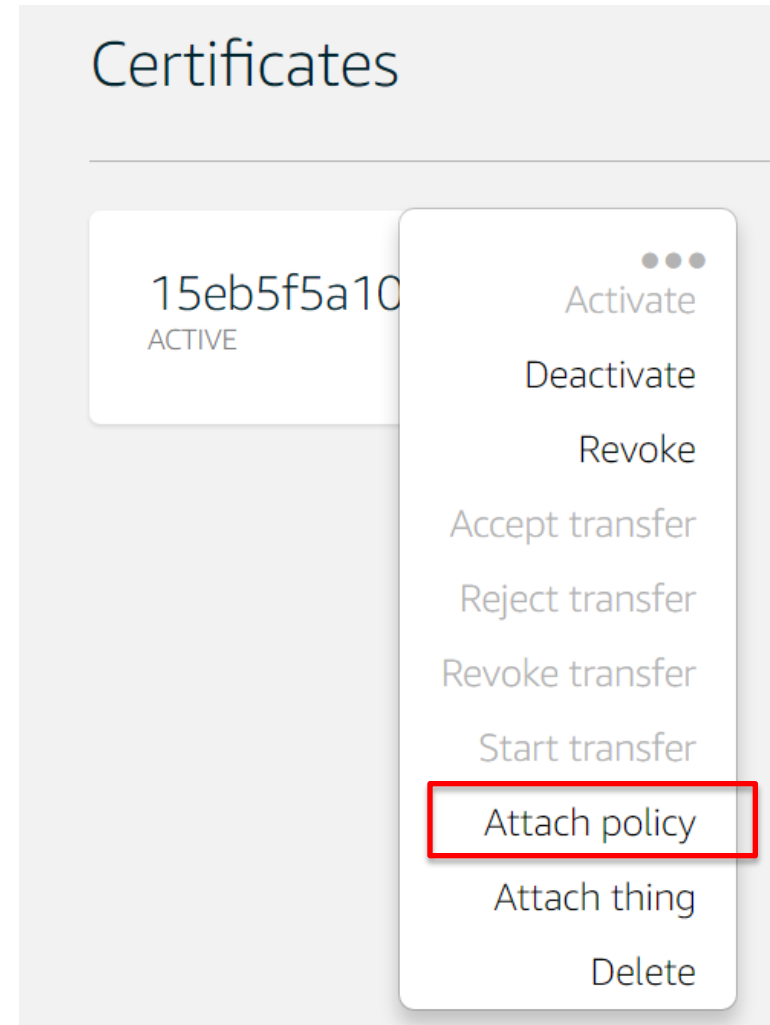 Certificates
15eb5f5a10
ACTIVE
Activate
Deactivate
Revoke
Accept transfer
Reject transfer
Revoke transfer
Start transfer
Attach policy
Attach thing
Delete